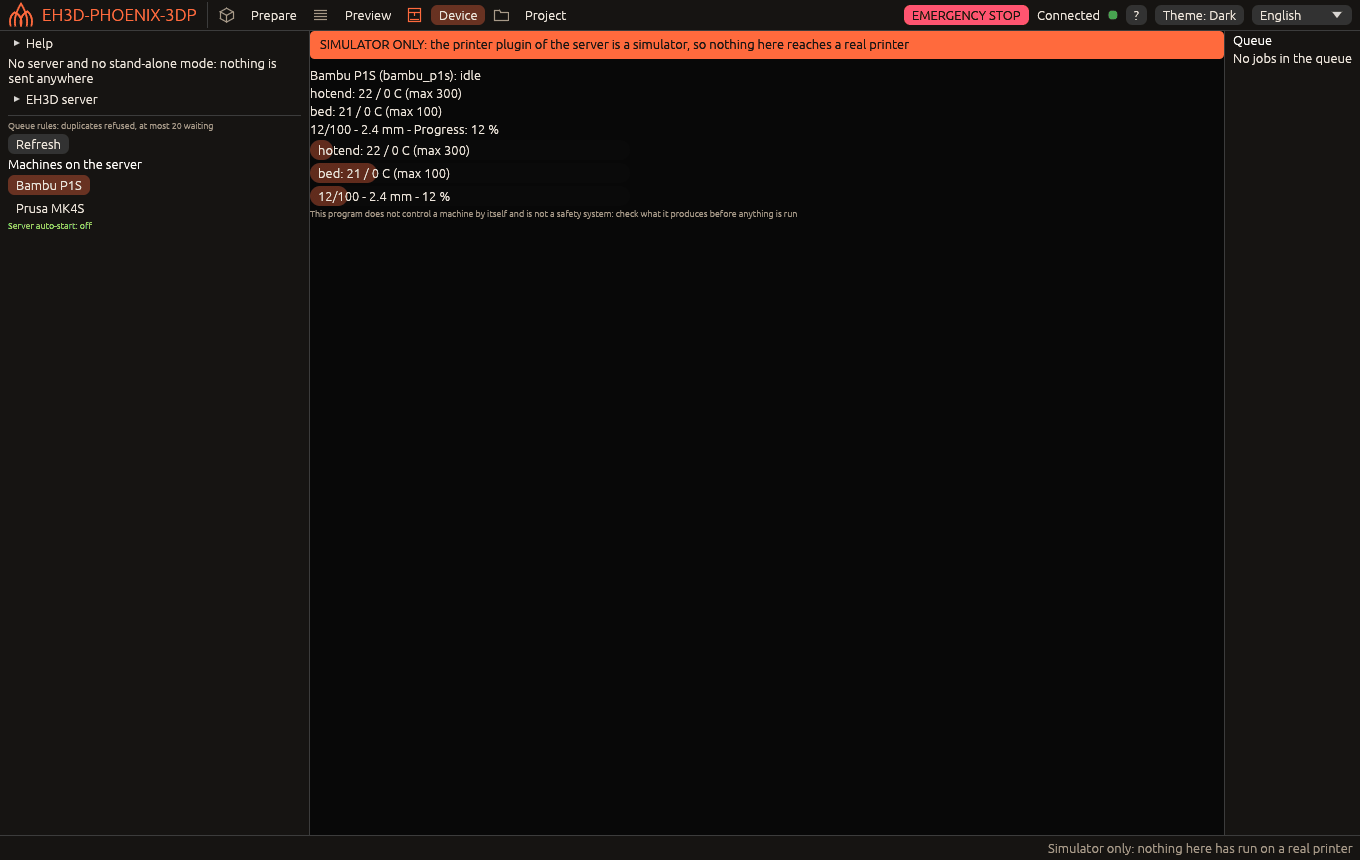 EH3D-PHOENIX-3DP
Prepare
Preview
Device
Project
EMERGENCY STOP
Connected
?
Theme: Dark
English
Help
No server and no stand-alone mode: nothing is
sent anywhere
EH3D server
Queue rules: duplicates refused, at most 20 waiting
Refresh
Machines on the server
Bambu P1S
Prusa MK4S
Server auto-start: off
SIMULATOR ONLY: the printer plugin of the server is a simulator, so nothing here reaches a real printer
Bambu P1S (bambu_p1s): idle
hotend: 22 / 0 C (max 300)
bed: 21 / 0 C (max 100)
12/100 - 2.4 mm - Progress: 12 %
hotend: 22 / 0 C (max 300)
bed: 21 / 0 C (max 100)
12/100 - 2.4 mm - 12 %
This program does not control a machine by itself and is not a safety system: check what it produces before anything is run
Queue
No jobs in the queue
Simulator only: nothing here has run on a real printer